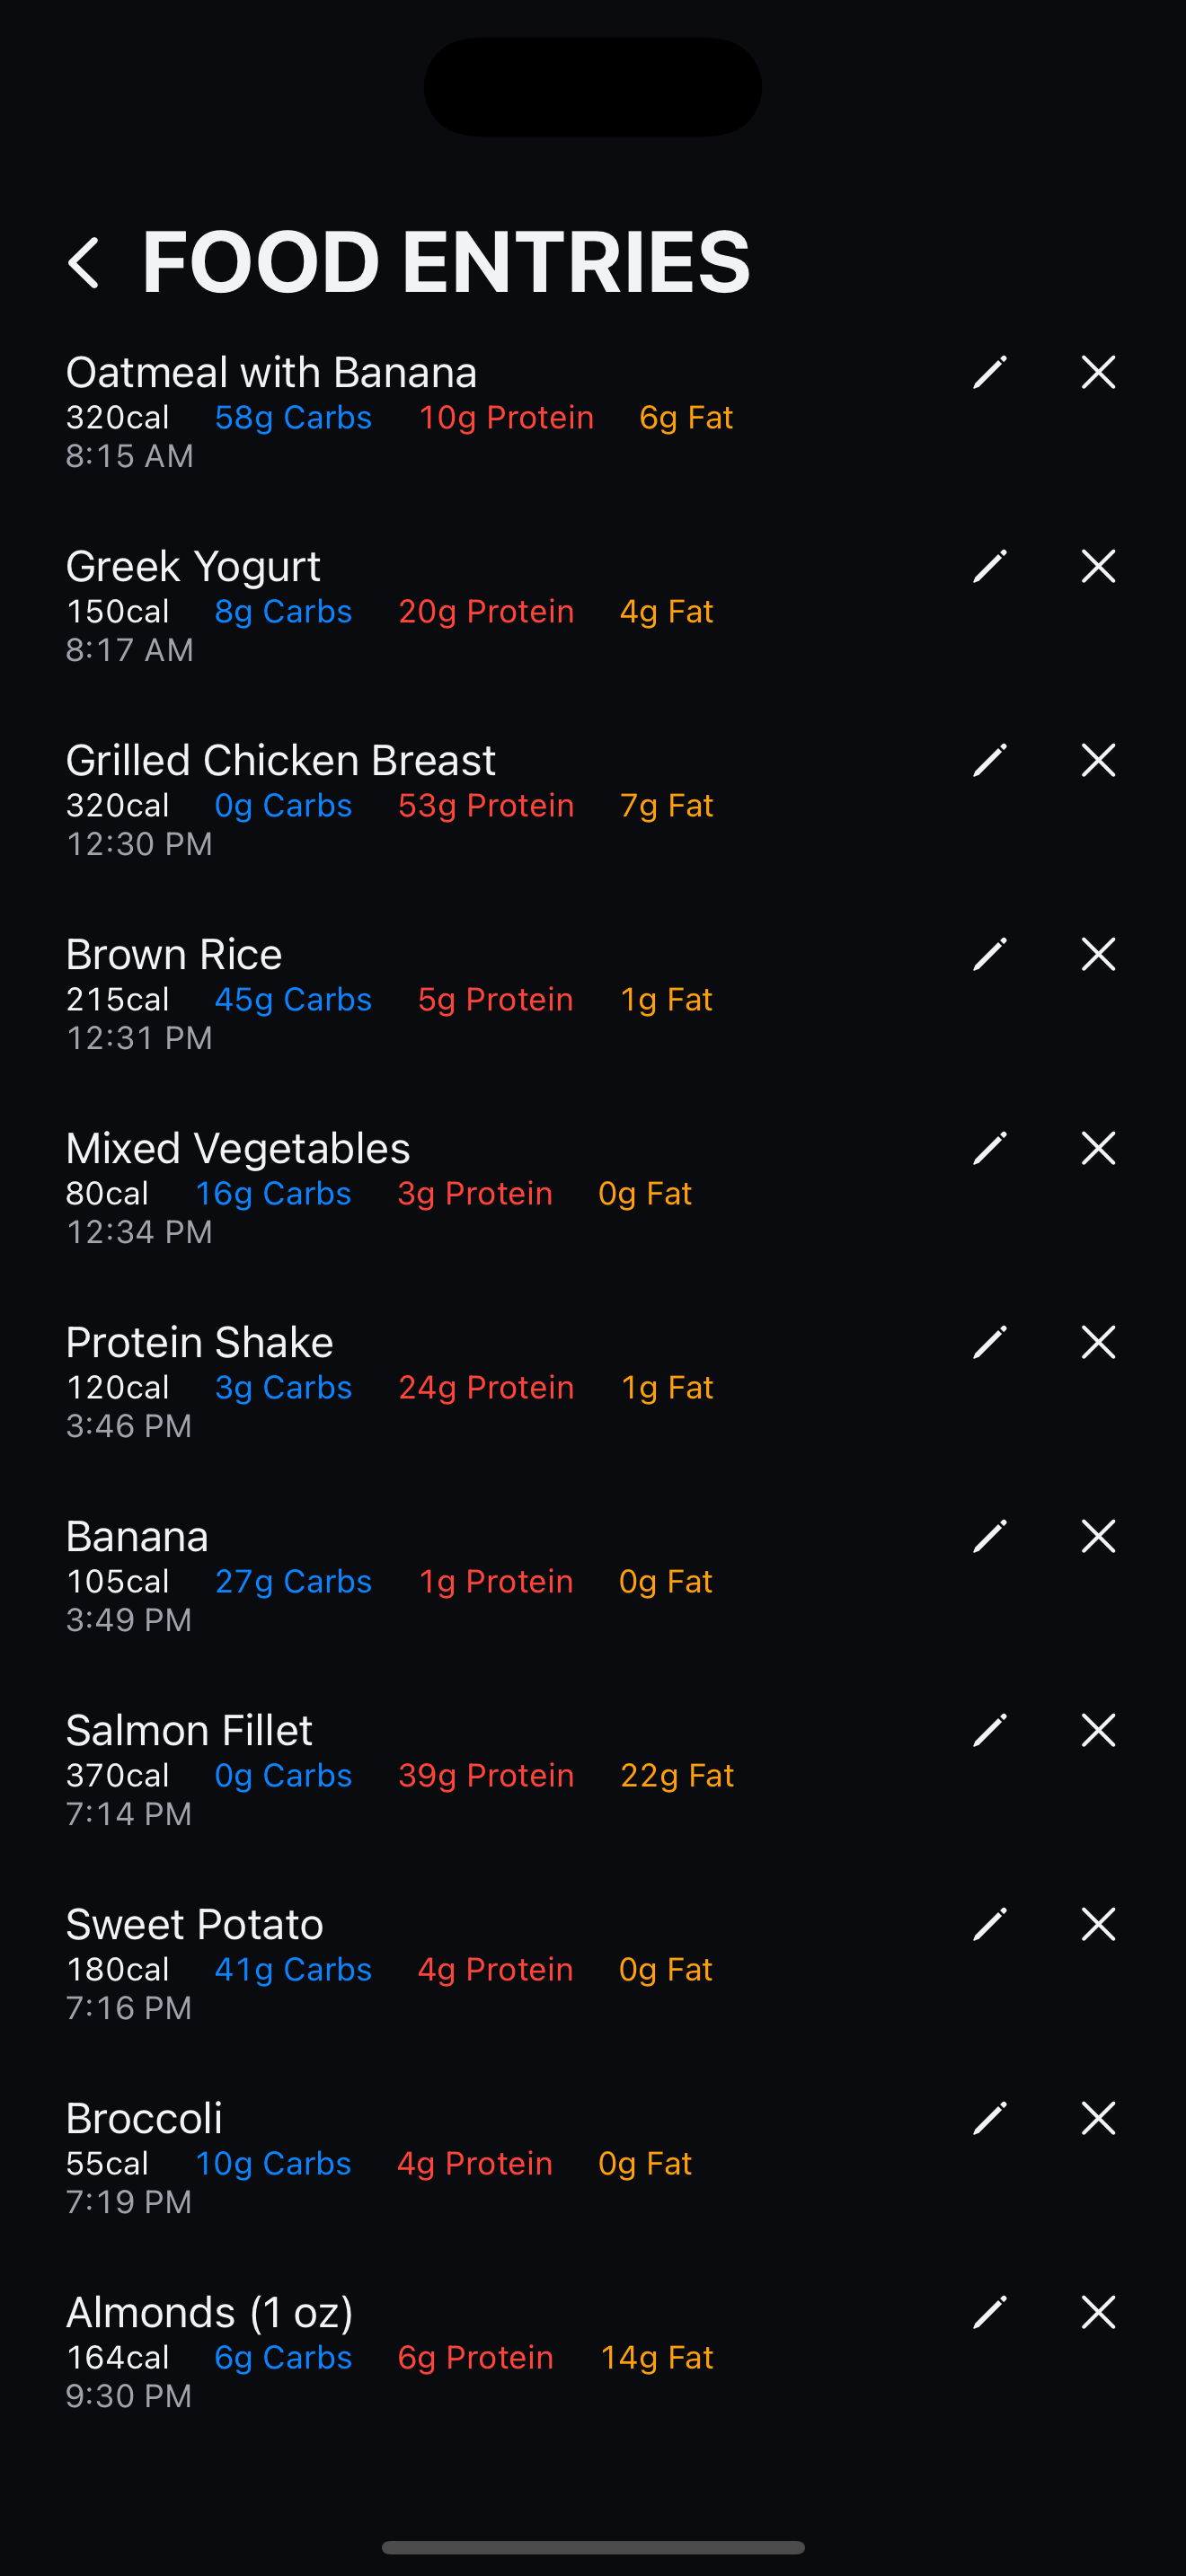 FOOD ENTRIES
Oatmeal with Banana
320cal 58g Carbs 10g Protein 6g Fat
8:15 AM
Greek Yogurt
150cal 8g Carbs 20g Protein 4g Fat
8:17 AM
Grilled Chicken Breast
320cal 0g Carbs 53g Protein 7g Fat
12:30 PM
Brown Rice
215cal 45g Carbs 5g Protein 1g Fat
12:31 PM
Mixed Vegetables
80cal 16g Carbs 3g Protein 0g Fat
12:34 PM
Protein Shake
120cal 3g Carbs 24g Protein 1g Fat
3:46 PM
Banana
105cal 27g Carbs 1g Protein 0g Fat
3:49 PM
Salmon Fillet
370cal 0g Carbs 39g Protein 22g Fat
7:14 PM
Sweet Potato
180cal 41g Carbs 4g Protein 0g Fat
7:16 PM
Broccoli
55cal 10g Carbs 4g Protein 0g Fat
7:19 PM
Almonds (1 oz)
164cal 6g Carbs 6g Protein 14g Fat
9:30 PM